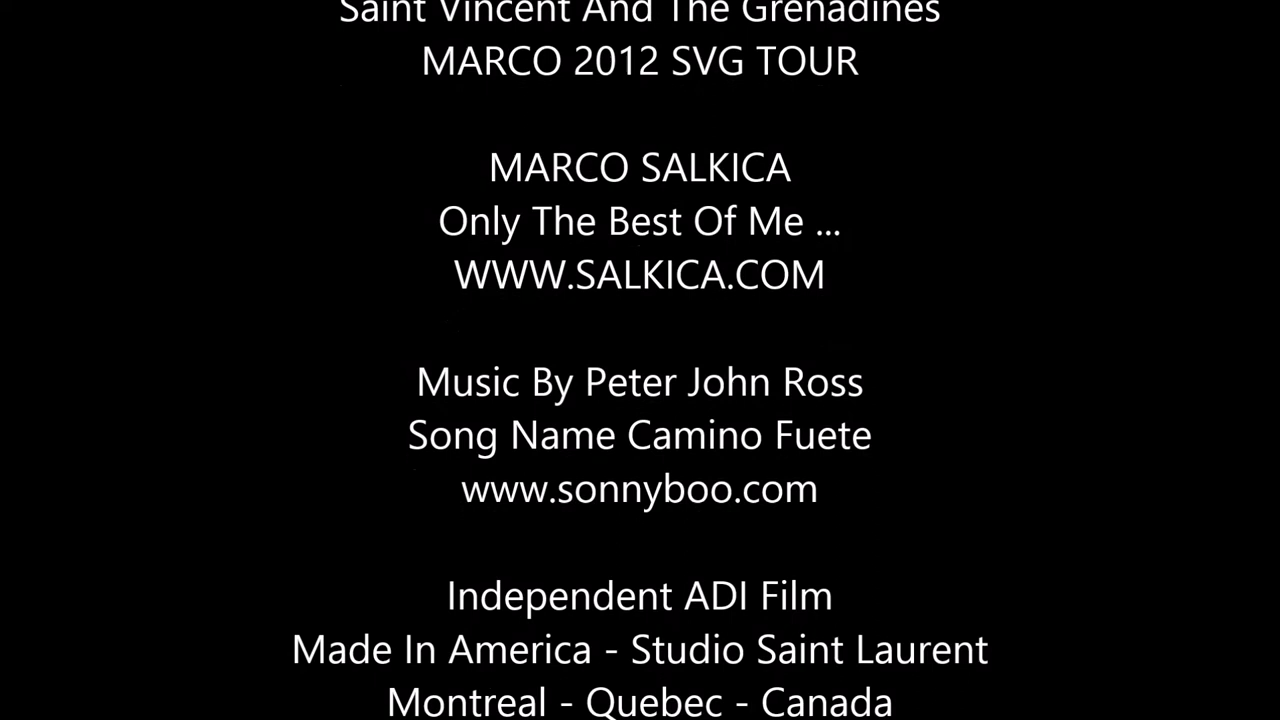 Saint Vincent And The Grenadines
MARCO 2012 SVG TOUR
MARCO SALKICA
Only The Best Of Me ...
WWW.SALKICA.COM
Music By Peter John Ross
Song Name Camino Fuete
www.sonnyboo.com
Independent ADI Film
Made In America - Studio Saint Laurent
Montreal - Quebec - Canada